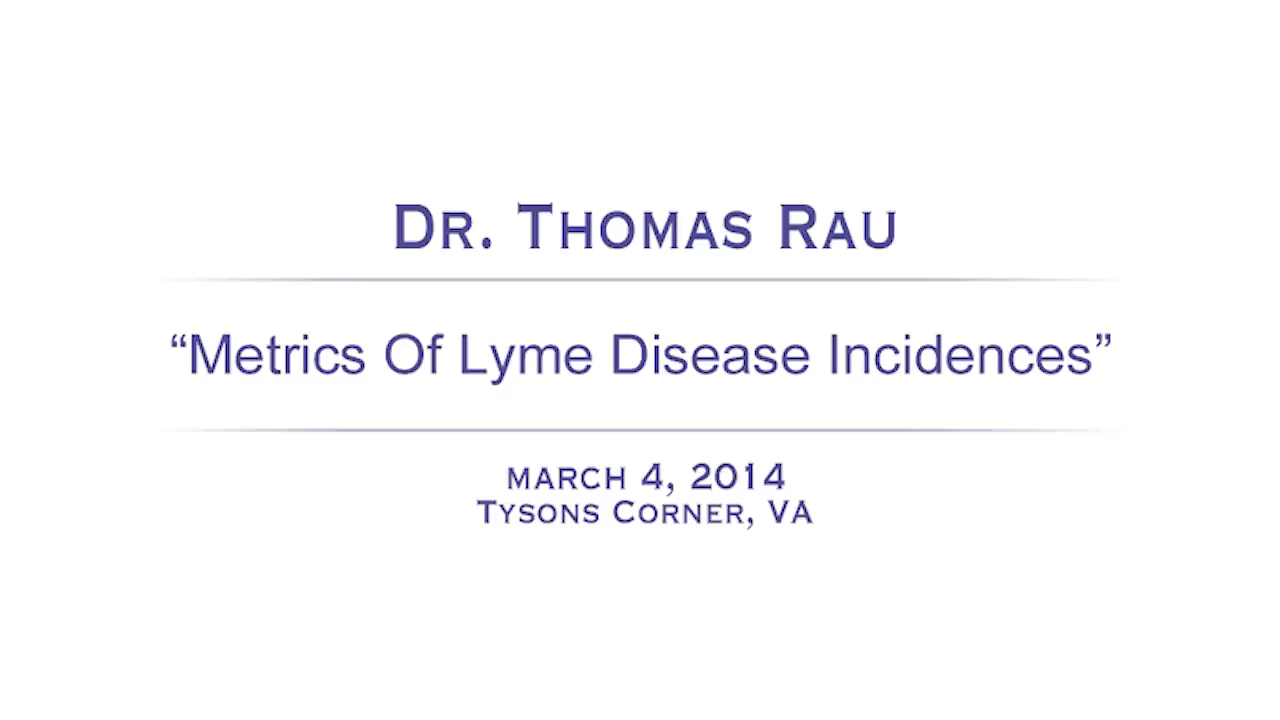 Dr. Thomas Rau
“Metrics Of Lyme Disease Incidences”
March 4, 2014
Tysons Corner, VA